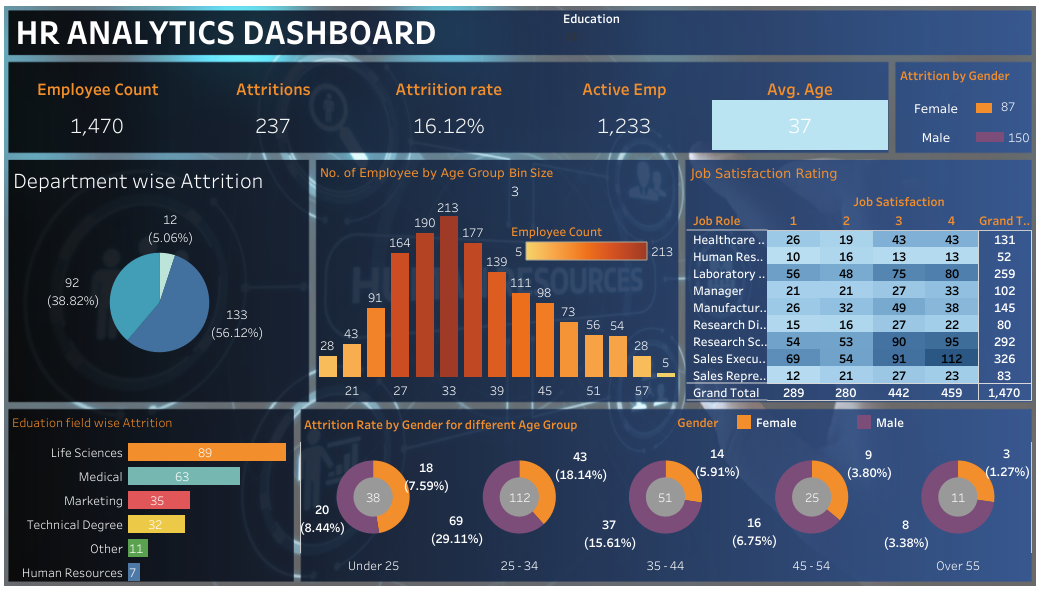 HR ANALYTICS DASHBOARD
Education
Employee Count
Attritions
Attriition rate
Active Emp
Avg. Age
1,470
237
16.12%
1,233
37
Attrition by Gender
Female 87
Male 150
Department wise Attrition
12
(5.06%)
92
(38.82%)
133
(56.12%)
No. of Employee by Age Group Bin Size
3
Employee Count
5 213
28
43
91
164
190
213
177
139
111
98
73
56
54
28
5
21 27 33 39 45 51 57
Job Satisfaction Rating
Job Satisfaction
Job Role 1 2 3 4 Grand T..
Healthcare .. 26 19 43 43 131
Human Res.. 10 16 13 13 52
Laboratory .. 56 48 75 80 259
Manager 21 21 27 33 102
Manufactur.. 26 32 49 38 145
Research Di.. 15 16 27 22 80
Research Sc.. 54 53 90 95 292
Sales Execu.. 69 54 91 112 326
Sales Repre.. 12 21 27 23 83
Grand Total 289 280 442 459 1,470
Eduation field wise Attrition
Life Sciences 89
Medical 63
Marketing 35
Technical Degree 32
Other 11
Human Resources 7
Attrition Rate by Gender for different Age Group
Gender Female Male
18
(7.59%)
38
20
(8.44%)
Under 25
43
(18.14%)
112
69
(29.11%)
25 - 34
14
(5.91%)
51
37
(15.61%)
35 - 44
9
(3.80%)
25
16
(6.75%)
45 - 54
3
(1.27%)
11
8
(3.38%)
Over 55
HUMAN RESOURCES